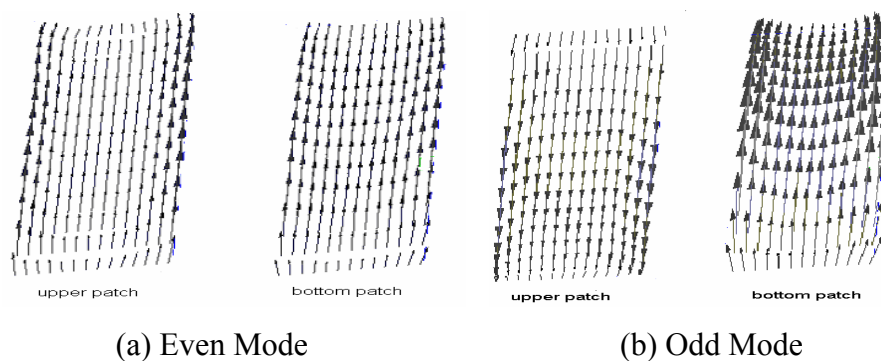 upper patch
bottom patch
upper patch
bottom patch
(a) Even Mode
(b) Odd Mode